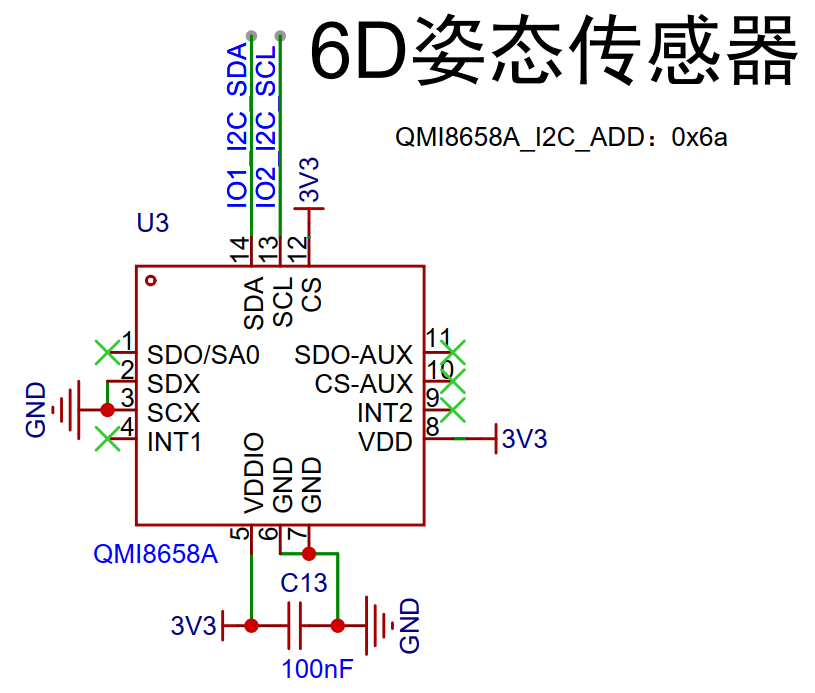 6D姿态传感器
QMI8658A_I2C_ADD：0x6a
IO1_I2C_SDA
IO2_I2C_SCL
3V3
U3
14
13
12
SDA
SCL
CS
1
SDO/SA0
SDO-AUX
11
2
SDX
CS-AUX
10
GND
3
SCX
INT2
9
4
INT1
VDD
8
3V3
VDDIO
GND
GND
5
6
7
QMI8658A
C13
3V3
GND
100nF